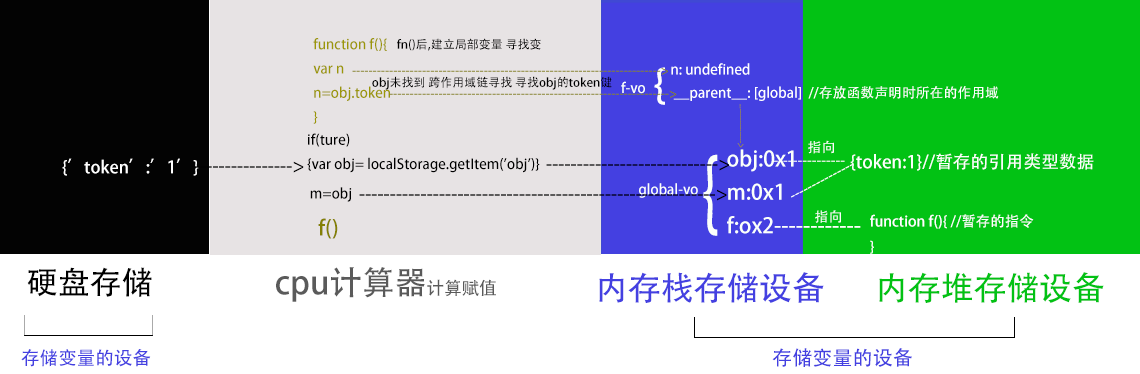 function f(){ fn()后,建立局部变量 寻找变
var n
n: undefined
obj未找到 跨作用域链寻找 寻找obj的token键
n=obj.token
f-vo {
__parent__: [global] //存放函数声明时所在的作用域
}
if(ture)
{′ token′ :′ 1′ }
{var obj= localStorage.getItem('obj')}
obj:0x1
指向
{token:1}//暂存的引用类型数据
m=obj
global-vo {
m:0x1
f()
f:ox2
指向
function f(){ //暂存的指令
}
硬盘存储
cpu计算器计算赋值
内存栈存储设备
内存堆存储设备
存储变量的设备
存储变量的设备